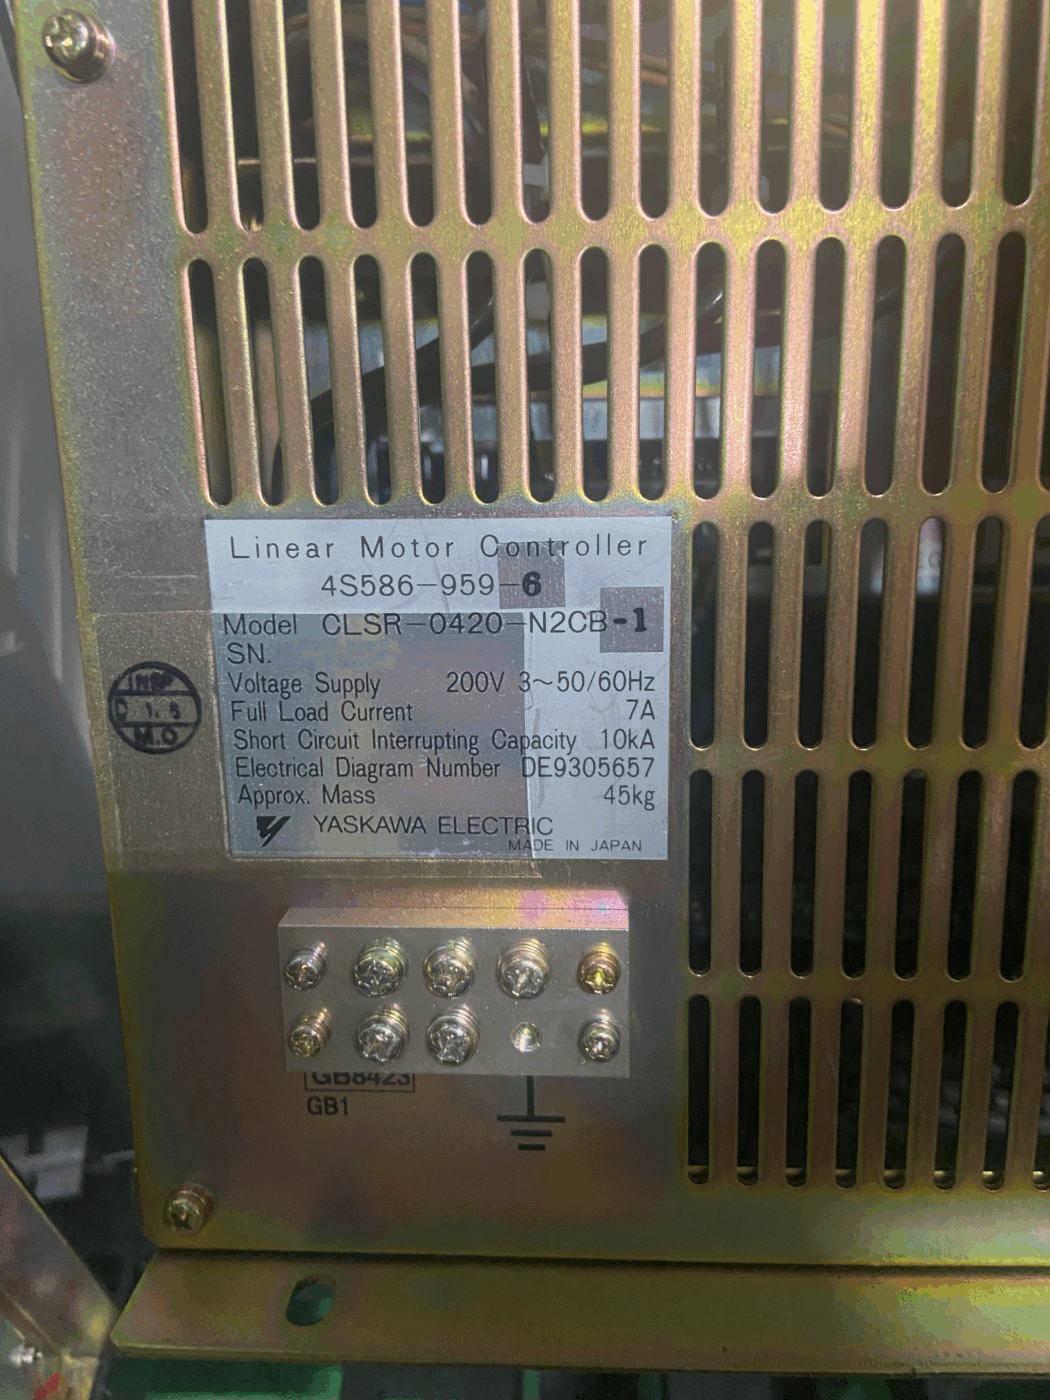 Linear Motor Controller
4S586-959-6
Model CLSR-0420-N2CB-1
SN.
Voltage Supply 200V 3~50/60Hz
Full Load Current 7A
Short Circuit Interrupting Capacity 10kA
Electrical Diagram Number DE9305657
Approx. Mass 45kg
YASKAWA ELECTRIC
MADE IN JAPAN
INSP
M.O
GB8423
GB1